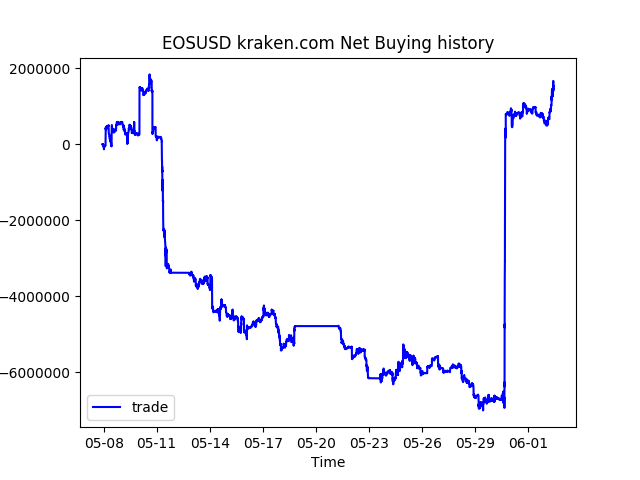 EOSUSD kraken.com Net Buying history
2000000
0
−2000000
−4000000
−6000000
trade
05-08 05-11 05-14 05-17 05-20 05-23 05-26 05-29 06-01
Time